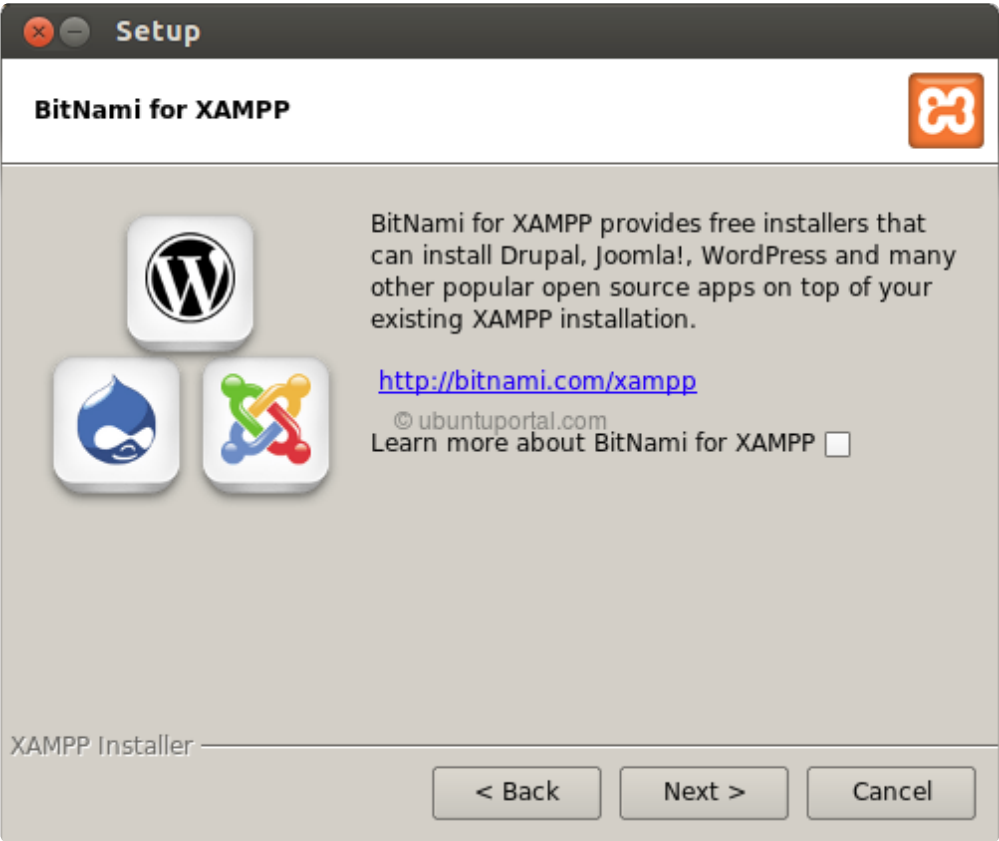 Setup
BitNami for XAMPP
BitNami for XAMPP provides free installers that
can install Drupal, Joomla!, WordPress and many
other popular open source apps on top of your
existing XAMPP installation.
http://bitnami.com/xampp
© ubuntuportal.com
Learn more about BitNami for XAMPP
XAMPP Installer
< Back
Next >
Cancel